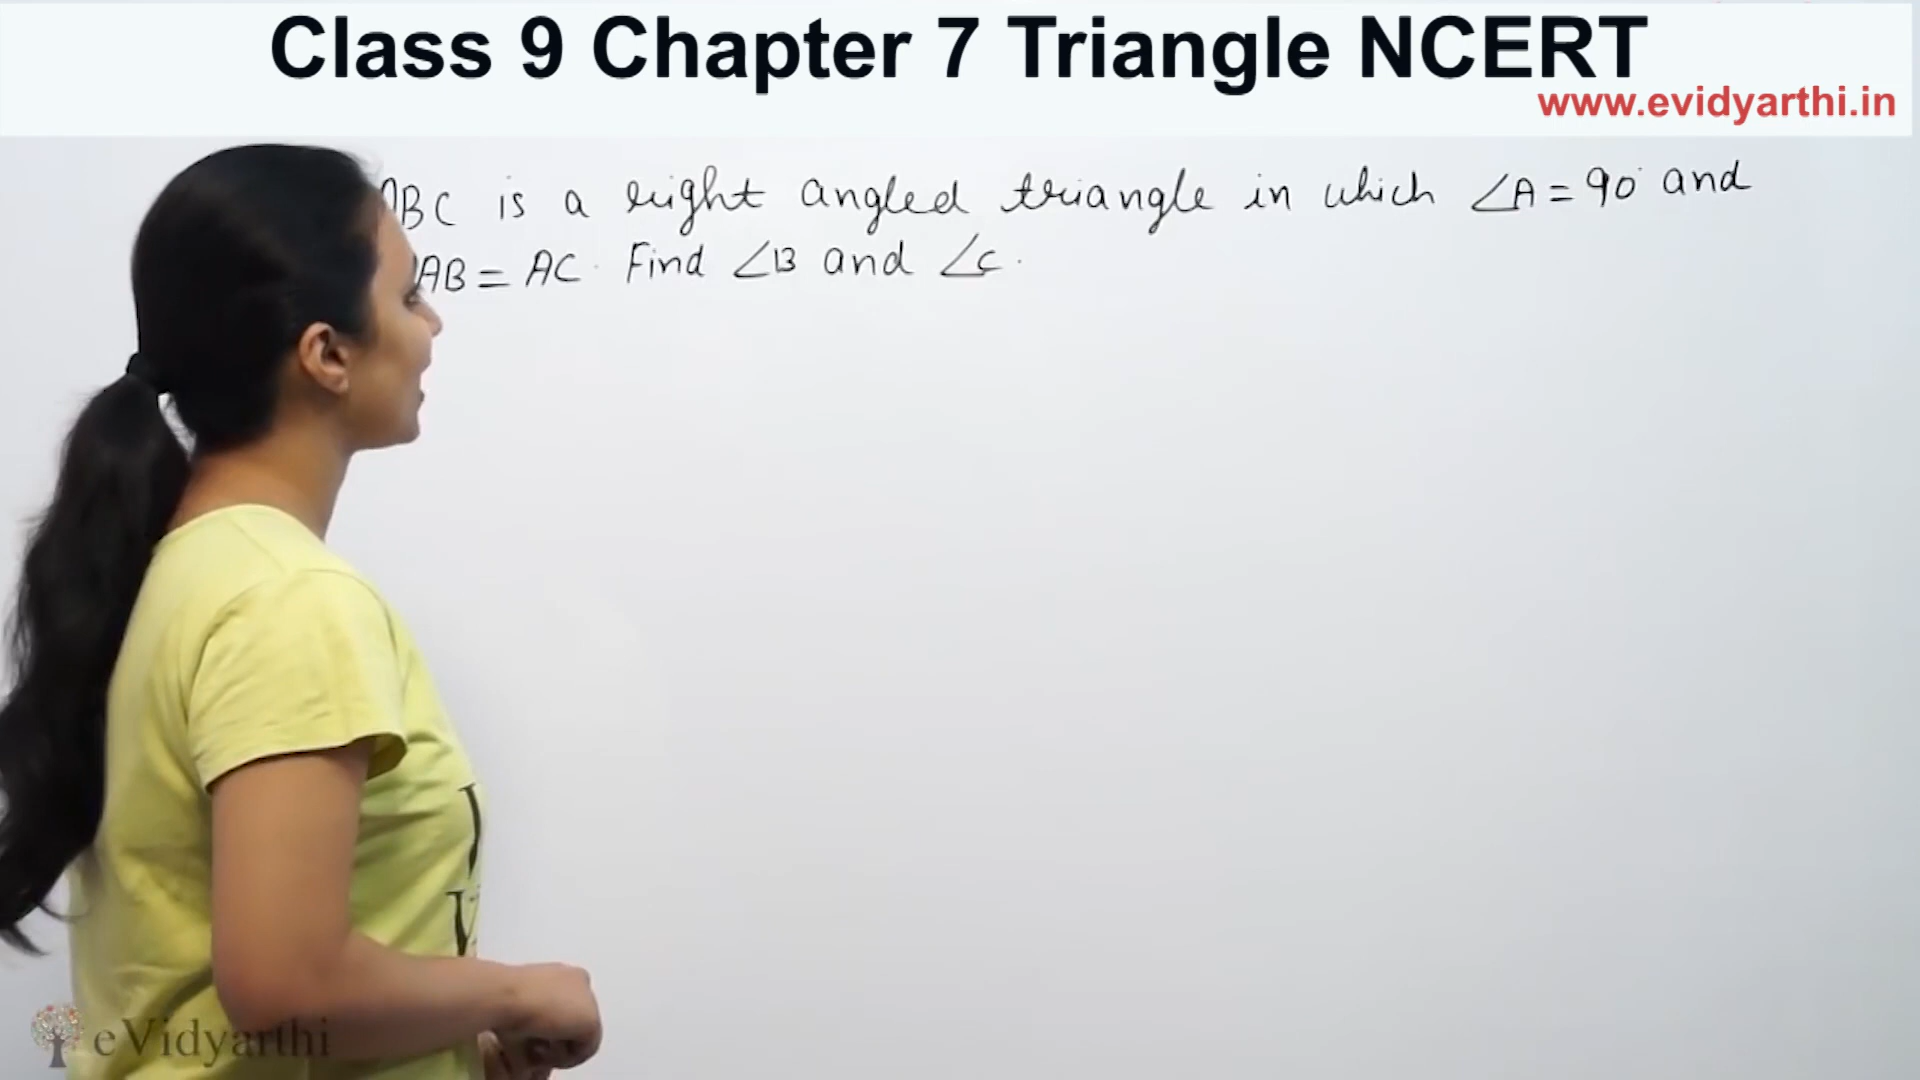 Class 9 Chapter 7 Triangle NCERT
www.evidyarthi.in
ABC is a right angled triangle in which ∠A = 90° and
AB = AC. Find ∠B and ∠C.
eVidyarthi